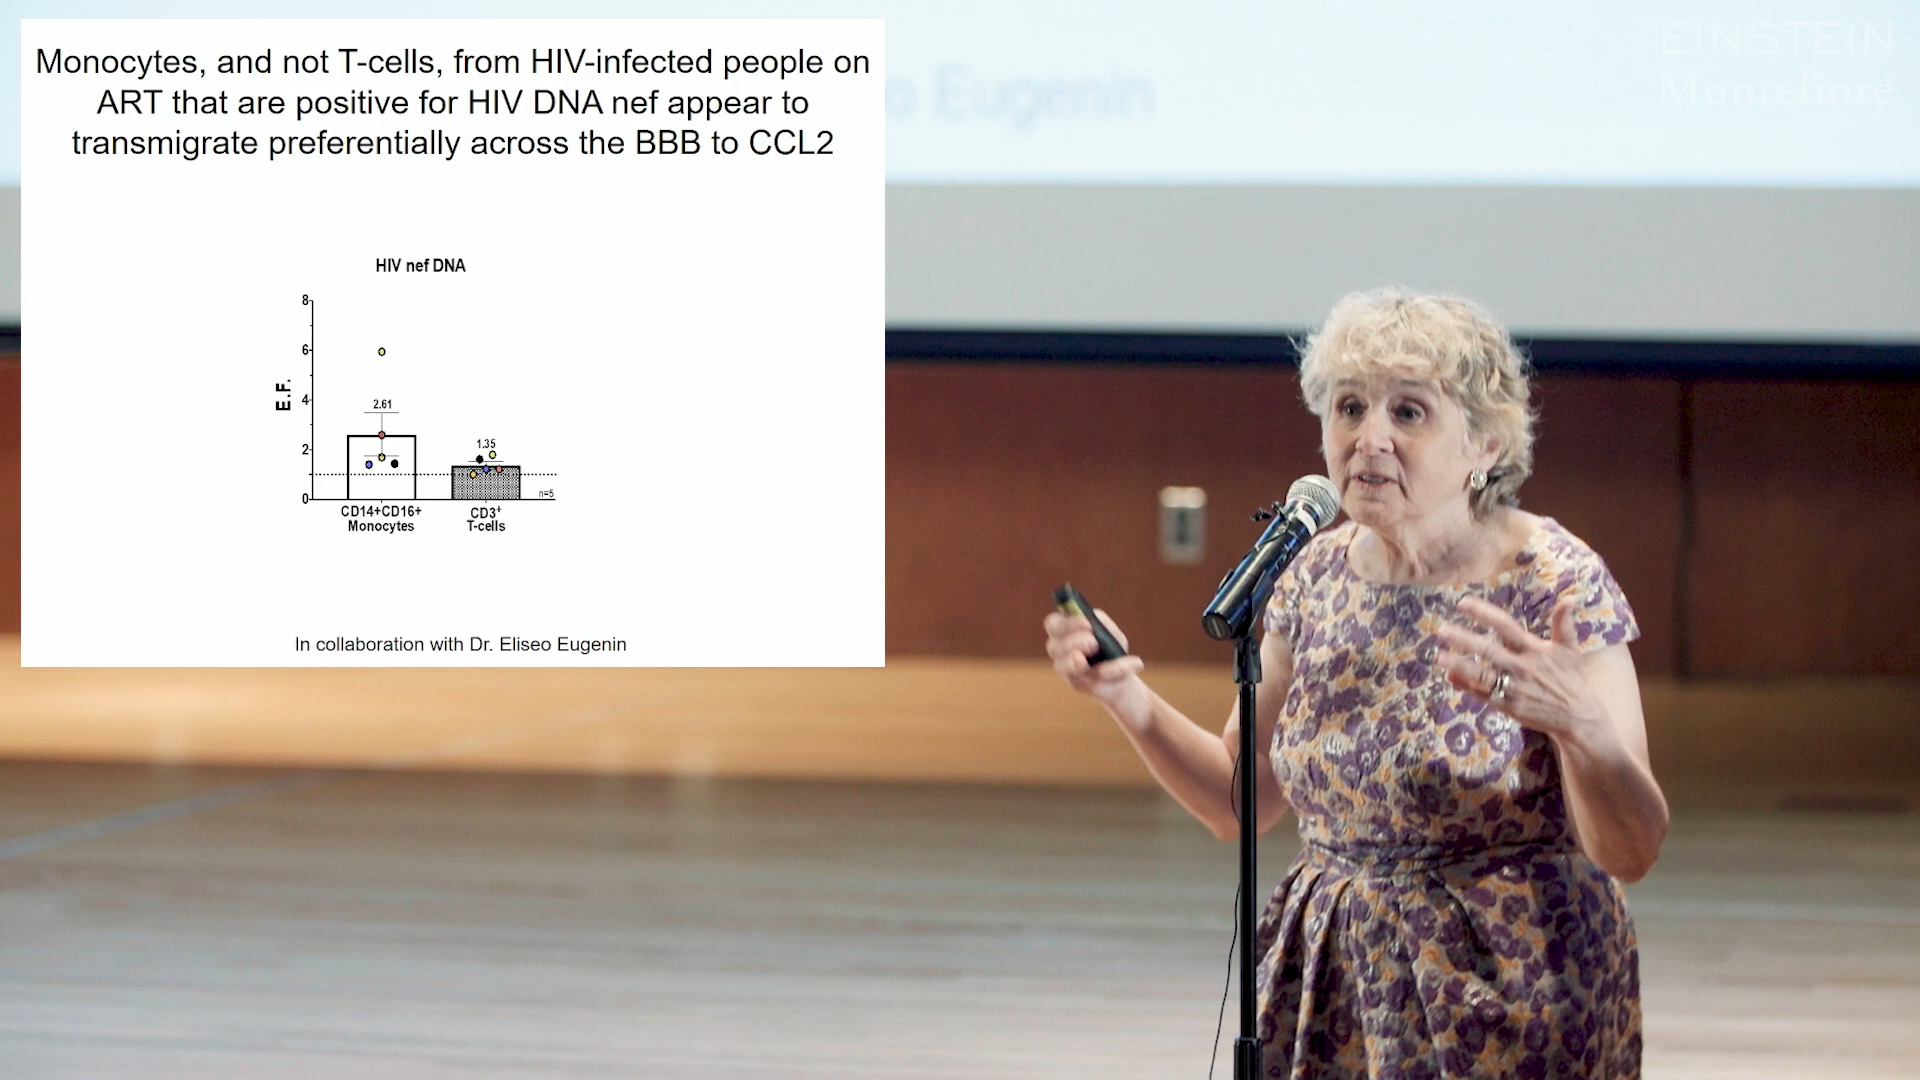 Monocytes, and not T-cells, from HIV-infected people on
ART that are positive for HIV DNA nef appear to
transmigrate preferentially across the BBB to CCL2
HIV nef DNA
8
6
4
2
0
E.F.
2.61
1.35
n=5
CD14+CD16+
Monocytes
CD3+
T-cells
In collaboration with Dr. Eliseo Eugenin
o Eugenin
EINSTEIN
Montefiore